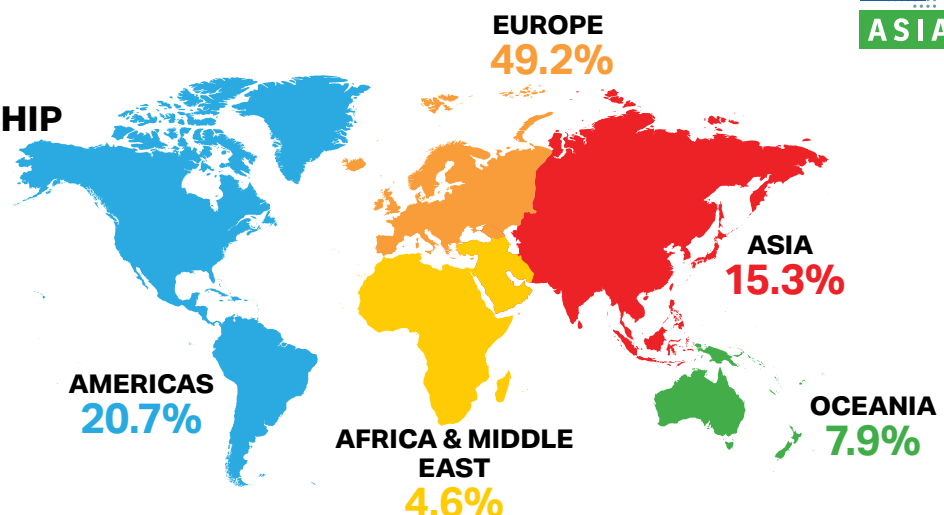 EUROPE
49.2%
ASIA
HIP
ASIA
15.3%
AMERICAS
20.7%
OCEANIA
7.9%
AFRICA & MIDDLE
EAST
4.6%